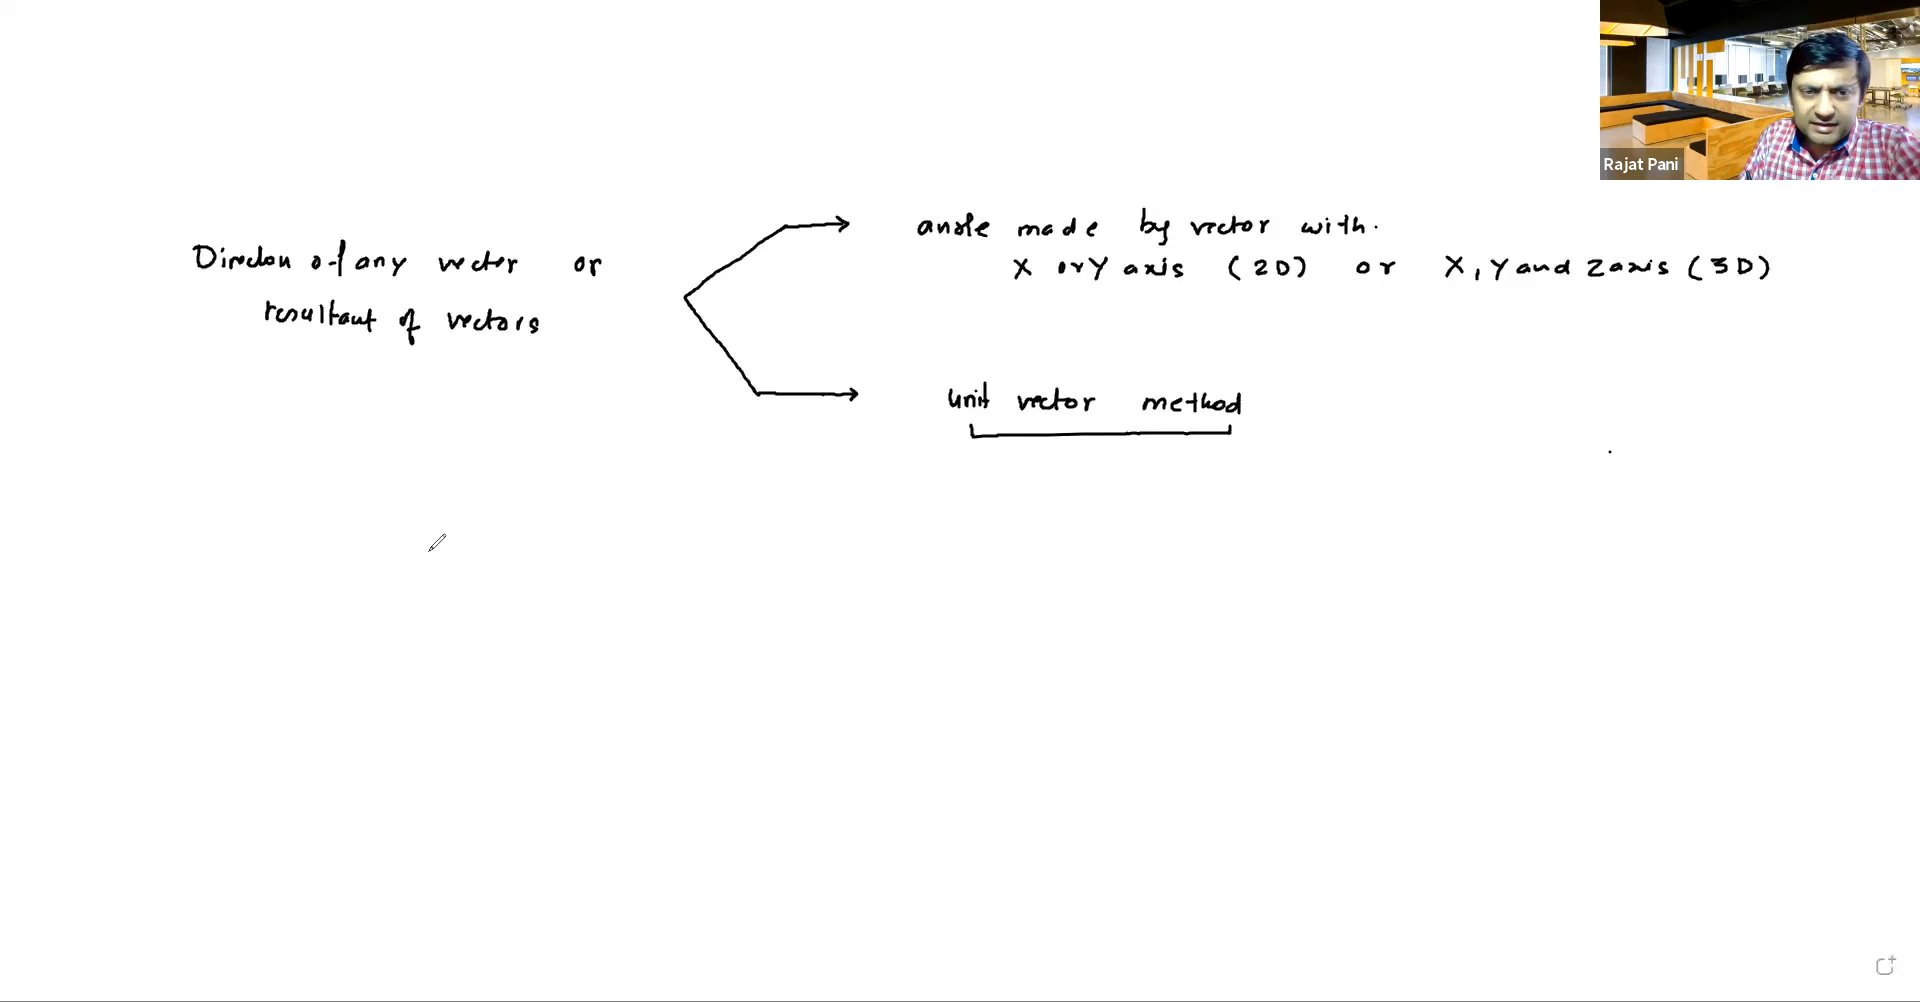 Rajat Pani
Direction of any vector or
resultant of vectors
angle made by vector with.
X or Y axis (2D) or X, Y and Z axis (3D)
unit vector method